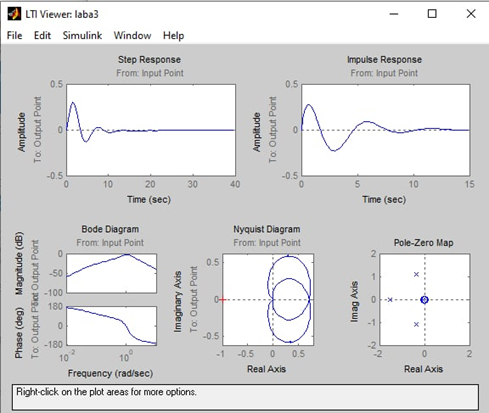 LTI Viewer: laba3
File Edit Simulink Window Help
Step Response
From: Input Point
Amplitude
To: Output Point
0.5
0
-0.5
0 10 20 30 40
Time (sec)
Impulse Response
From: Input Point
Amplitude
To: Output Point
0.5
0
-0.5
0 5 10 15
Time (sec)
Bode Diagram
From: Input Point
Magnitude (dB)
To: Output Point
0
-50
-100
Phase (deg)
To: Output Point
180
0
-180
10^-2 10^0
Frequency (rad/sec)
Nyquist Diagram
From: Input Point
Imaginary Axis
To: Output Point
0.5
0
-0.5
-1 -0.5 0 0.5
Real Axis
Pole-Zero Map
Imag Axis
2
1
0
-1
-2
-2 0 2
Real Axis
Right-click on the plot areas for more options.